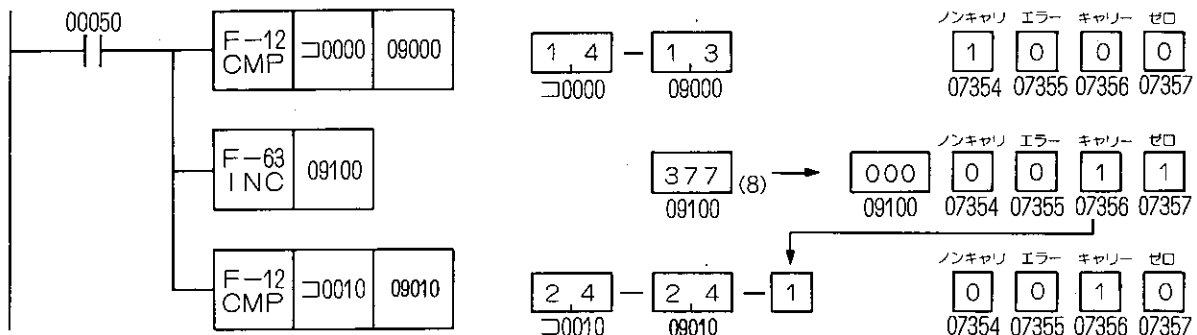 00050
F-12 CMP コ0000 09000
1 4 － 1 3
コ0000 09000
ノンキャリ エラー キャリー ゼロ
1 0 0 0
07354 07355 07356 07357
F-63 INC 09100
377 (8) → 000
09100 09100
ノンキャリ エラー キャリー ゼロ
0 0 1 1
07354 07355 07356 07357
F-12 CMP コ0010 09010
2 4 － 2 4 － 1
コ0010 09010
ノンキャリ エラー キャリー ゼロ
0 0 1 0
07354 07355 07356 07357